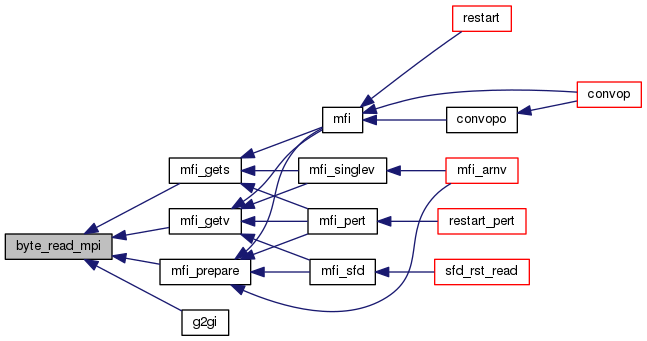 restart
convop
mfi
convopo
mfi_gets
mfi_singlev
mfi_arnv
mfi_getv
mfi_pert
restart_pert
byte_read_mpi
mfi_prepare
mfi_sfd
sfd_rst_read
g2gi